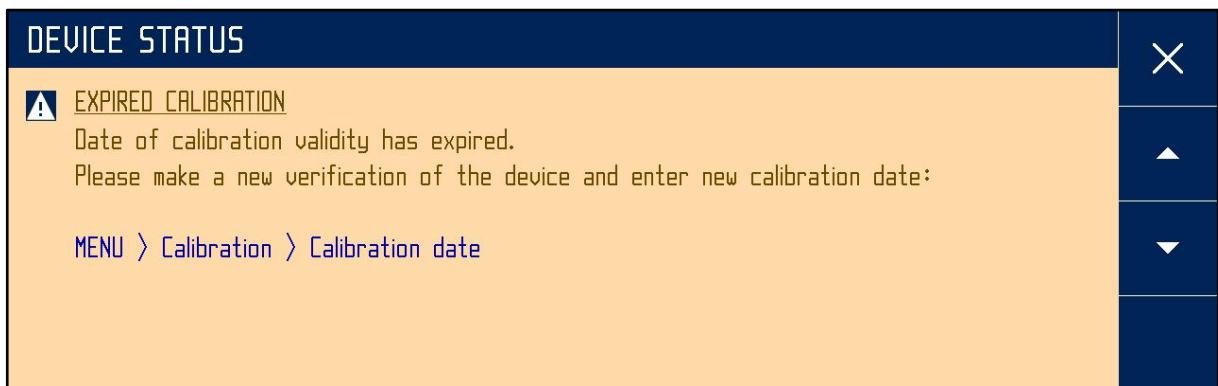 DEVICE STATUS
EXPIRED CALIBRATION
Date of calibration validity has expired.
Please make a new verification of the device and enter new calibration date:
MENU > Calibration > Calibration date